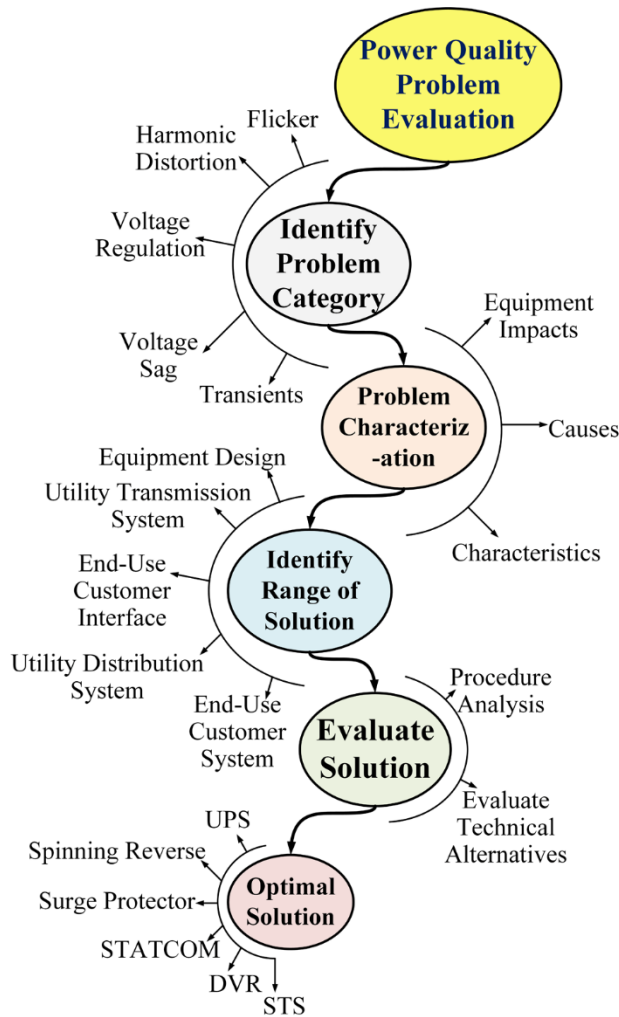 Power Quality
Problem
Evaluation
Flicker
Harmonic
Distortion
Voltage
Regulation
Voltage
Sag
Transients
Identify
Problem
Category
Equipment
Impacts
Causes
Characteristics
Problem
Characteriz
-ation
Equipment Design
Utility Transmission
System
End-Use
Customer
Interface
Utility Distribution
System
End-Use
Customer
System
Identify
Range of
Solution
Procedure
Analysis
Evaluate
Technical
Alternatives
Evaluate
Solution
UPS
Spinning Reverse
Surge Protector
STATCOM
DVR
STS
Optimal
Solution